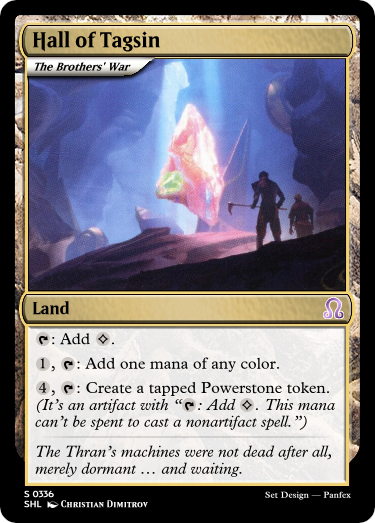 Hall of Tagsin
The Brothers' War
Land
: Add .
1, : Add one mana of any color.
4, : Create a tapped Powerstone token.
(It's an artifact with “: Add . This mana
can't be spent to cast a nonartifact spell.”)
The Thran's machines were not dead after all,
merely dormant … and waiting.
S 0336
SHL Christian Dimitrov
Set Design — Panfex